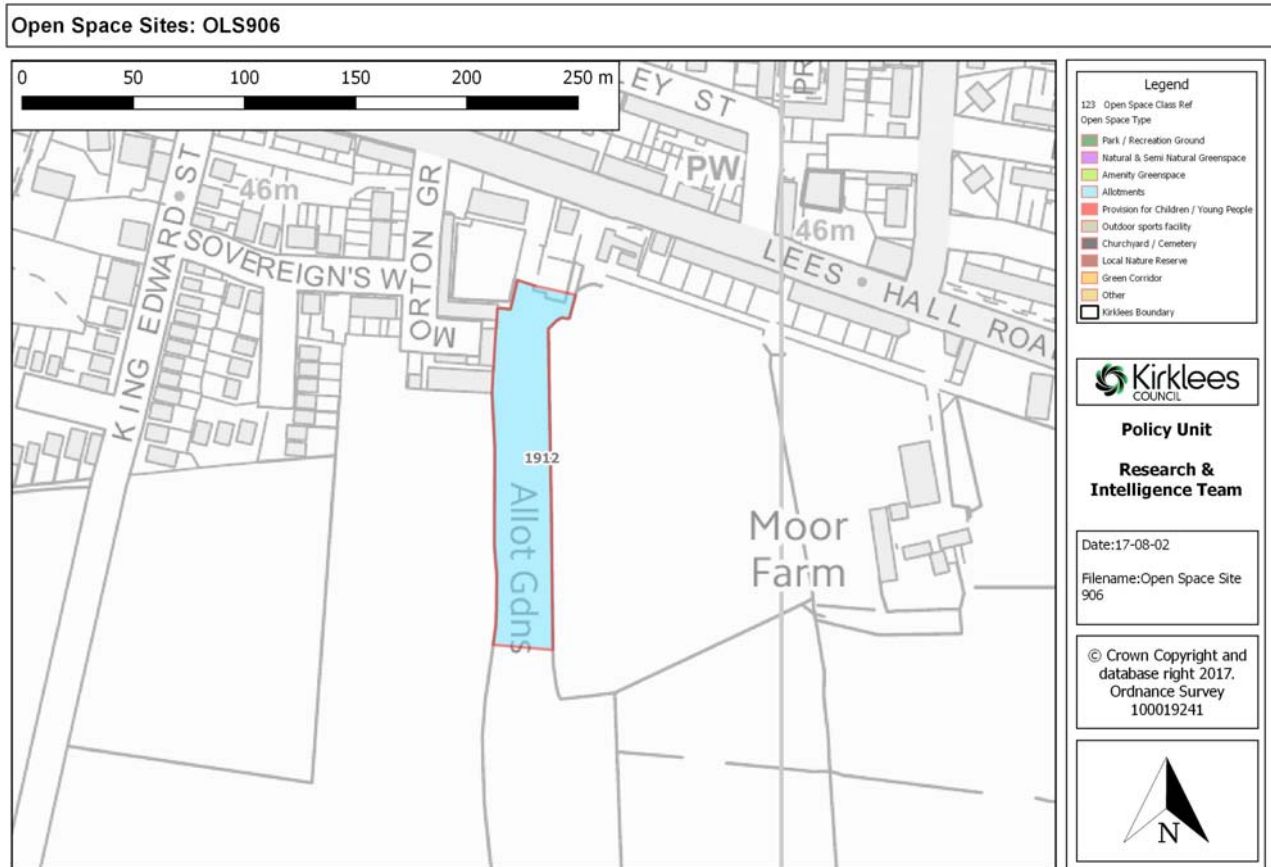 Open Space Sites: OLS906
0 50 100 150 200 250 m
EY ST
PR
PW
46m
KING EDWARD ST
SOVEREIGN'S W
MORTON GR
46m
LEES HALL ROA
1912
Allot Gdns
Moor
Farm
Legend
123 Open Space Class Ref
Open Space Type
Park / Recreation Ground
Natural & Semi Natural Greenspace
Amenity Greenspace
Allotments
Provision for Children / Young People
Outdoor sports facility
Churchyard / Cemetery
Local Nature Reserve
Green Corridor
Other
Kirklees Boundary
Kirklees
COUNCIL
Policy Unit
Research &
Intelligence Team
Date:17-08-02
Filename:Open Space Site
906
© Crown Copyright and
database right 2017.
Ordnance Survey
100019241
N